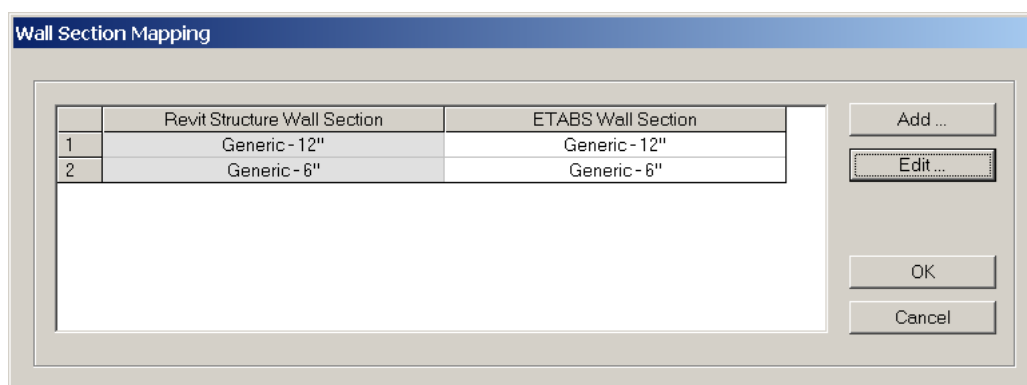 Wall Section Mapping
Revit Structure Wall Section ETABS Wall Section
1 Generic - 12" Generic - 12"
2 Generic - 6" Generic - 6"
Add ...
Edit ...
OK
Cancel